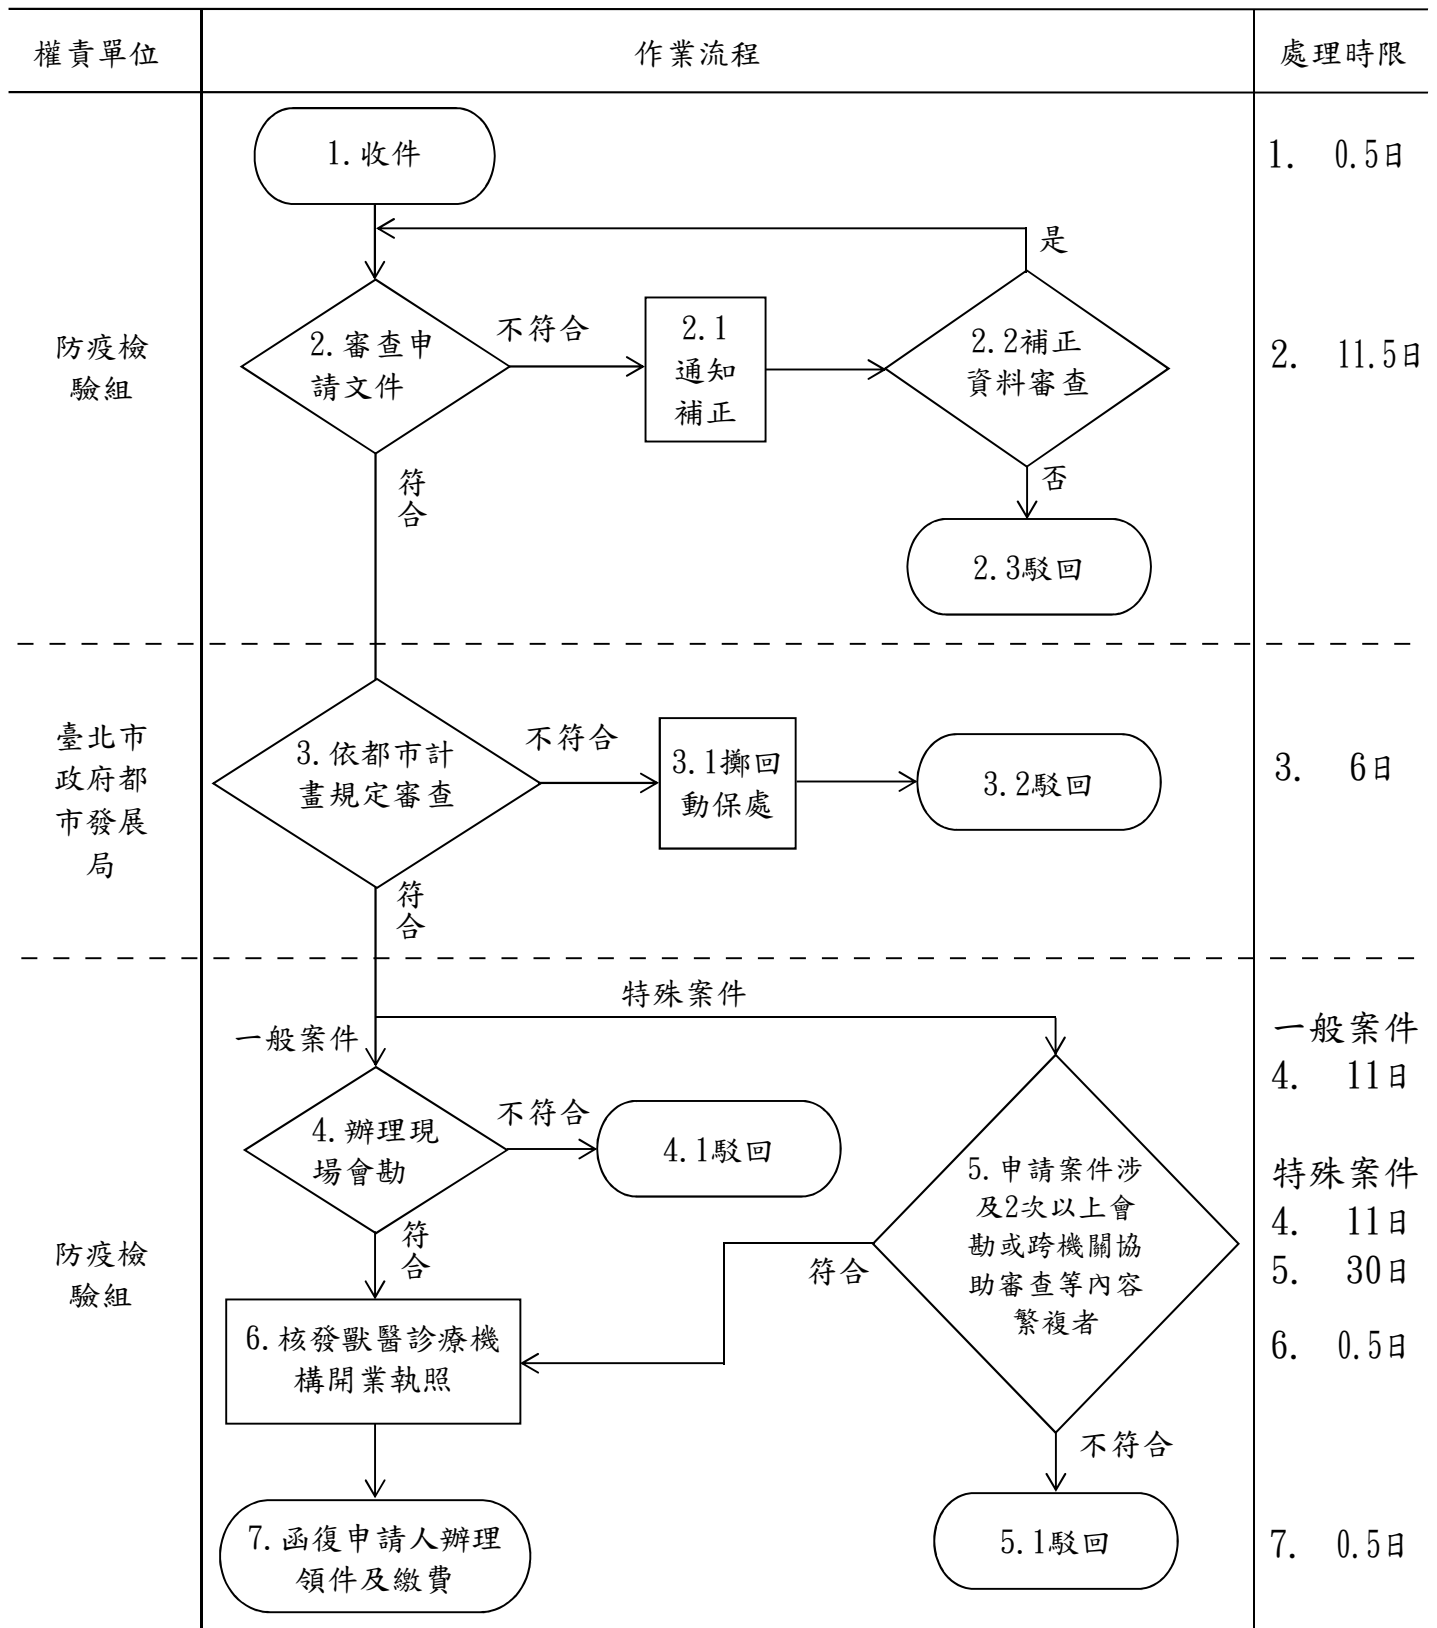 權責單位
作業流程
處理時限
1.收件
1. 0.5日
是
防疫檢
驗組
2.審查申
請文件
不符合
2.1
通知
補正
2.2補正
資料審查
2. 11.5日
符
合
否
2.3駁回
臺北市
政府都
市發展
局
3.依都市計
畫規定審查
不符合
3.1擲回
動保處
3.2駁回
3. 6日
符
合
特殊案件
一般案件
一般案件
4. 11日
防疫檢
驗組
4.辦理現
場會勘
不符合
4.1駁回
5.申請案件涉
及2次以上會
勘或跨機關協
助審查等內容
繁複者
特殊案件
4. 11日
5. 30日
6. 0.5日
符
合
符合
6.核發獸醫診療機
構開業執照
不符合
7.函復申請人辦理
領件及繳費
5.1駁回
7. 0.5日